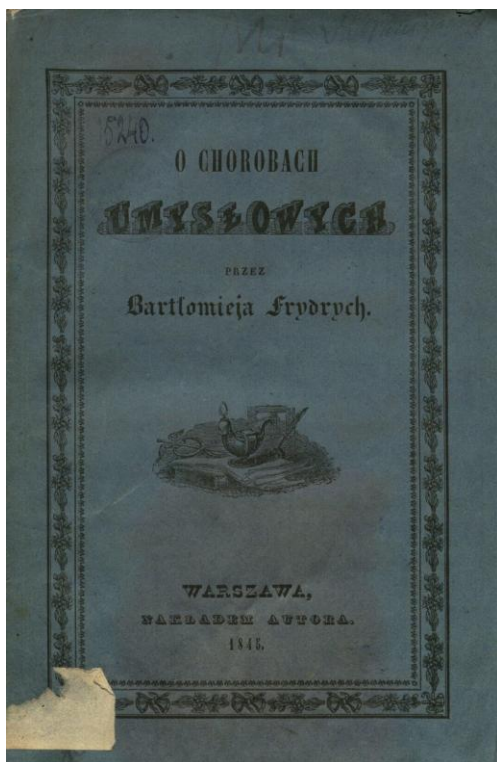 5240.
O CHOROBACH
UMYSŁOWYCH
PRZEZ
Bartłomieja Frydrych.
WARSZAWA,
NAKŁADEM AUTORA.
1845.